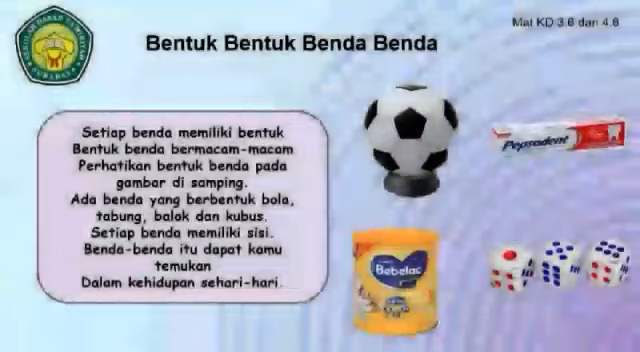 Mat KD 3.6 dan 4.6
Bentuk Bentuk Benda Benda
Setiap benda memiliki bentuk
Bentuk benda bermacam-macam
Perhatikan bentuk benda pada
gambar di samping.
Ada benda yang berbentuk bola,
tabung, balok dan kubus.
Setiap benda memiliki sisi.
Benda-benda itu dapat kamu
temukan
Dalam kehidupan sehari-hari.
Pepsodent
Bebelac